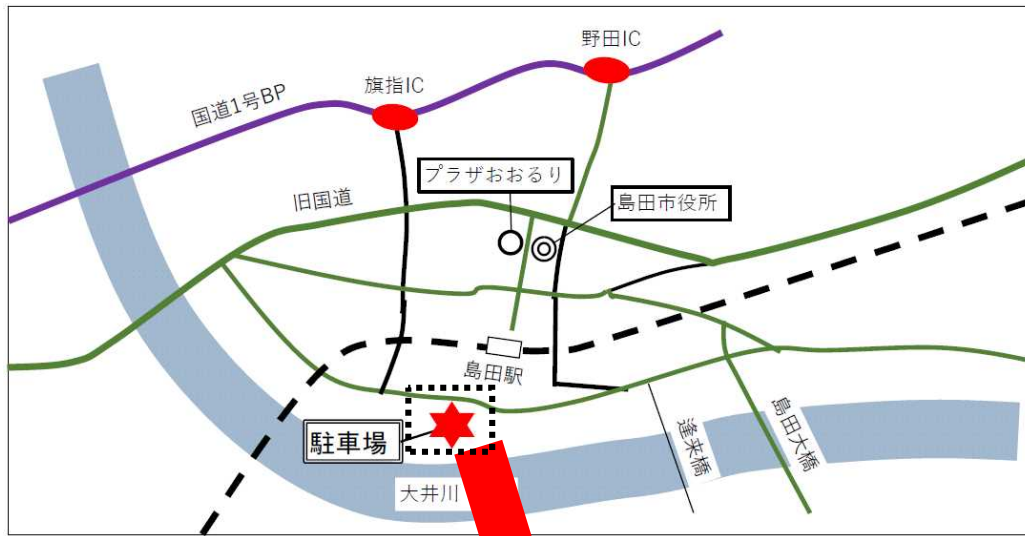 野田IC
旗指IC
国道1号BP
プラザおおるり
旧国道
島田市役所
島田駅
駐車場
大井川
逢来橋
島田大橋